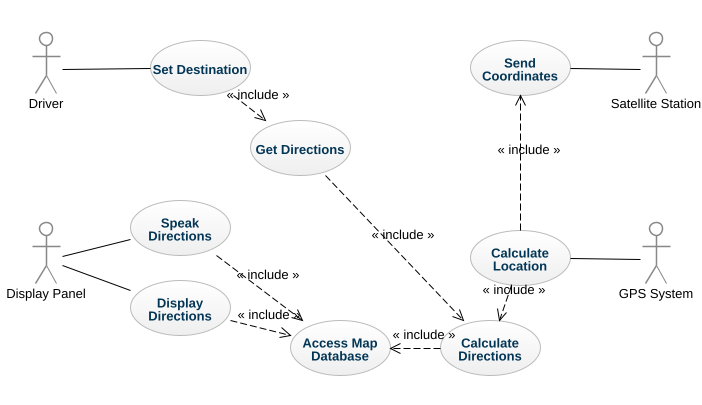 Set Destination
Driver
« include »
Get Directions
Send
Coordinates
Satellite Station
« include »
Speak
Directions
« include »
Calculate
Location
Display Panel
GPS System
« include »
« include »
Display
Directions
« include »
Access Map
Database
« include »
Calculate
Directions